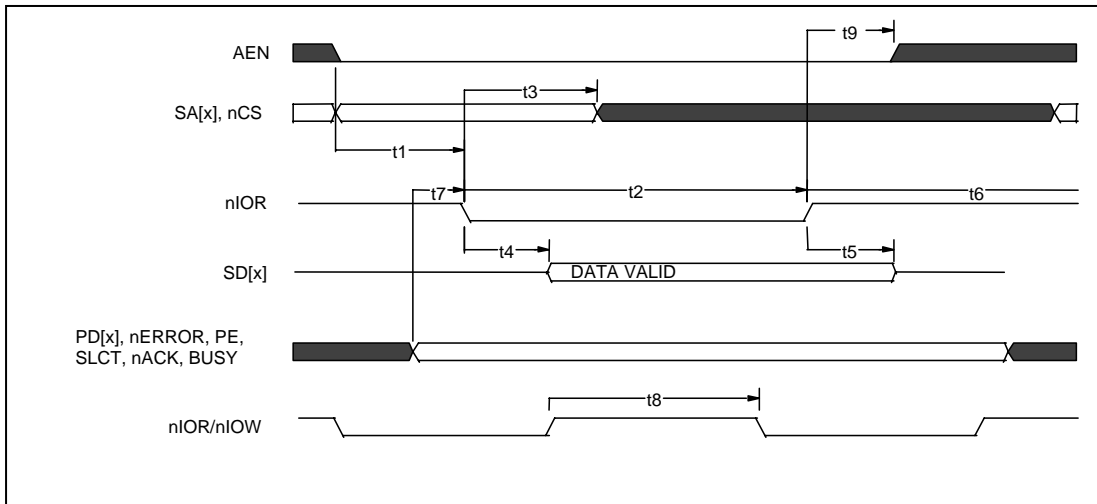 t9
AEN
t3
SA[x], nCS
t1
t7
t2
t6
nIOR
t4
t5
SD[x]
DATA VALID
PD[x], nERROR, PE,
SLCT, nACK, BUSY
t8
nIOR/nIOW